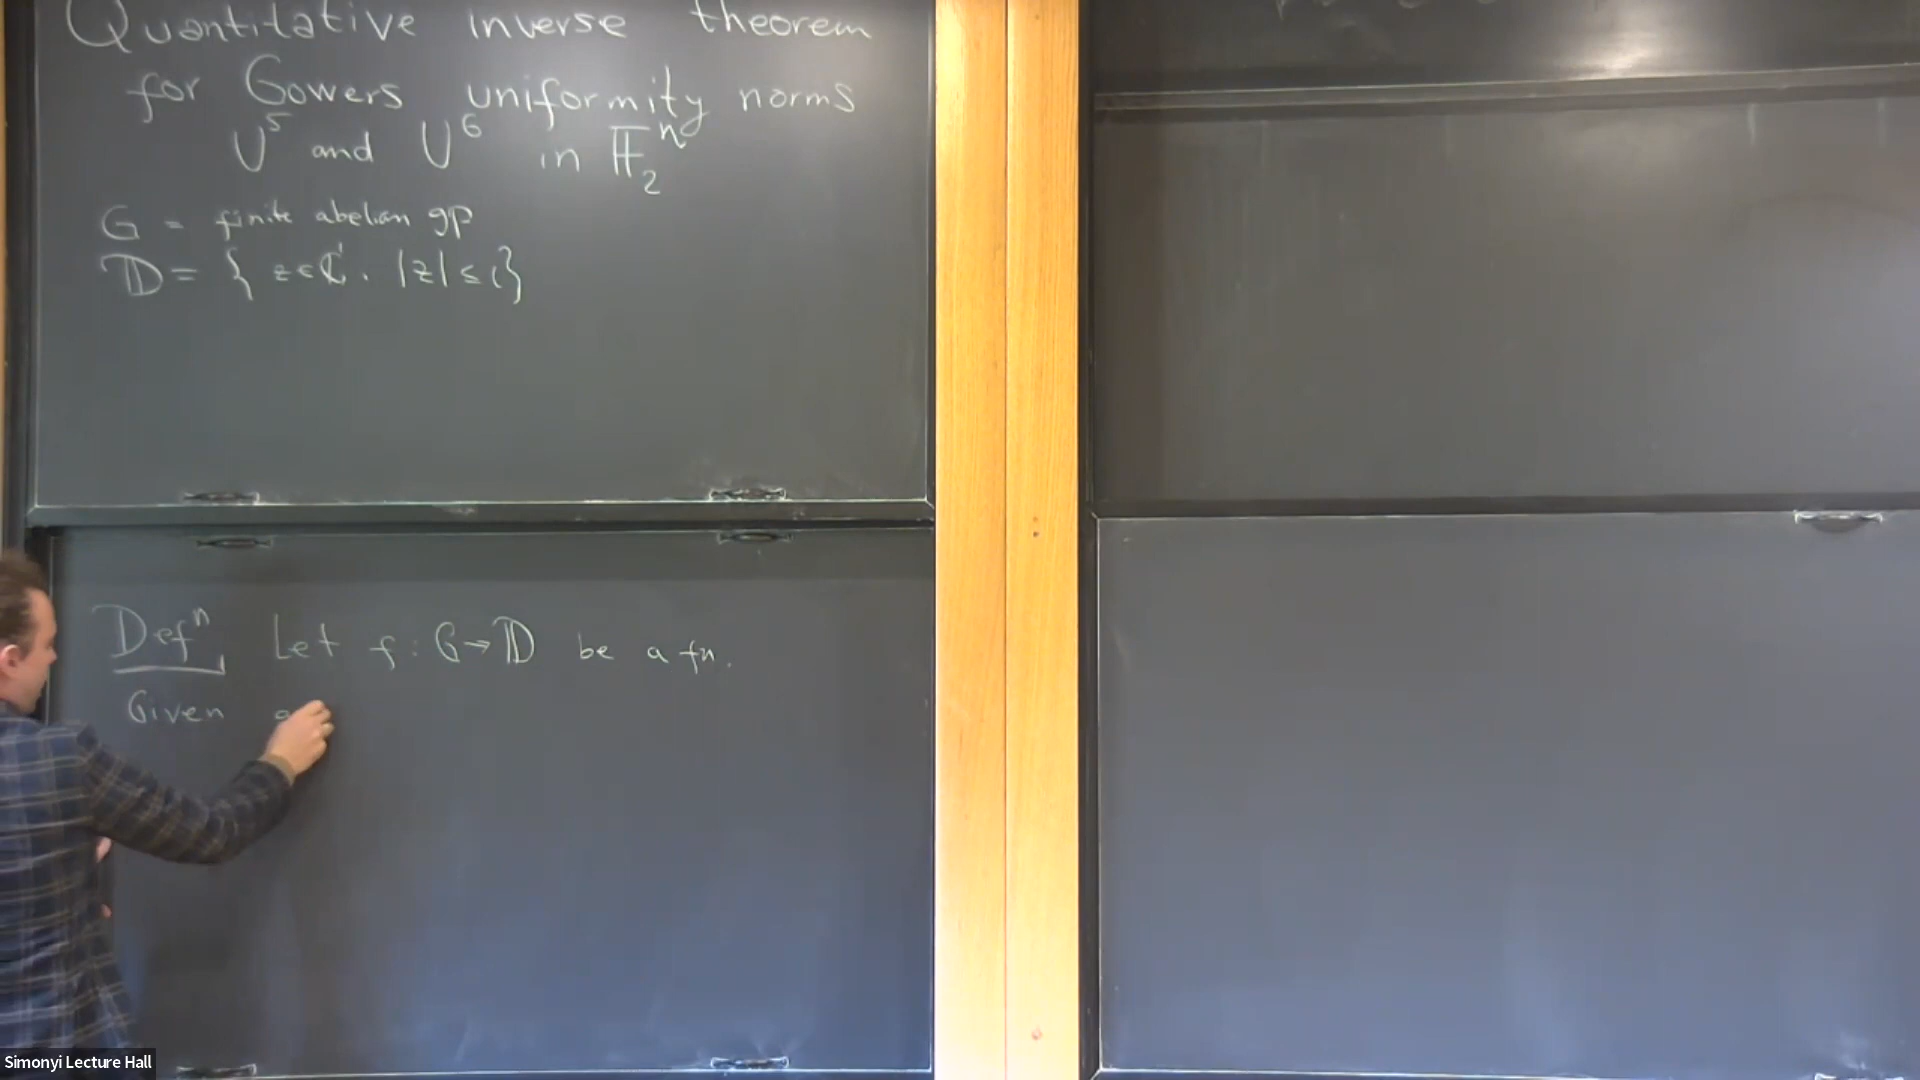 Quantitative inverse theorem
for Gowers uniformity norms
U⁵ and U⁶ in 𝔽₂ⁿ
G = finite abelian gp
𝔻 = { z∈ℂ : |z| ≤ 1}
Defⁿ Let f : G→𝔻 be a fn.
Given
Simonyi Lecture Hall